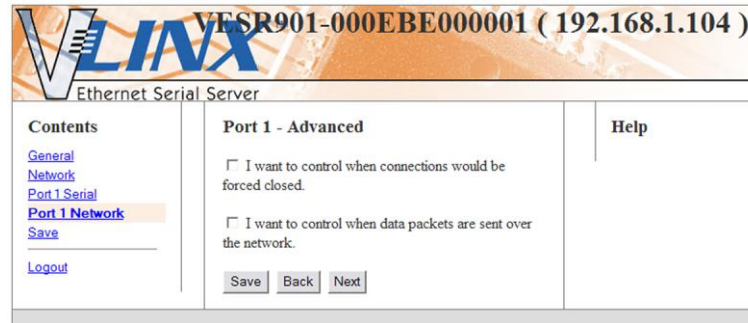 VLINX
VESR901-000EBE000001 ( 192.168.1.104 )
Ethernet Serial Server
Contents
General
Network
Port 1 Serial
Port 1 Network
Save
Logout
Port 1 - Advanced
I want to control when connections would be
forced closed.
I want to control when data packets are sent over
the network.
Save Back Next
Help